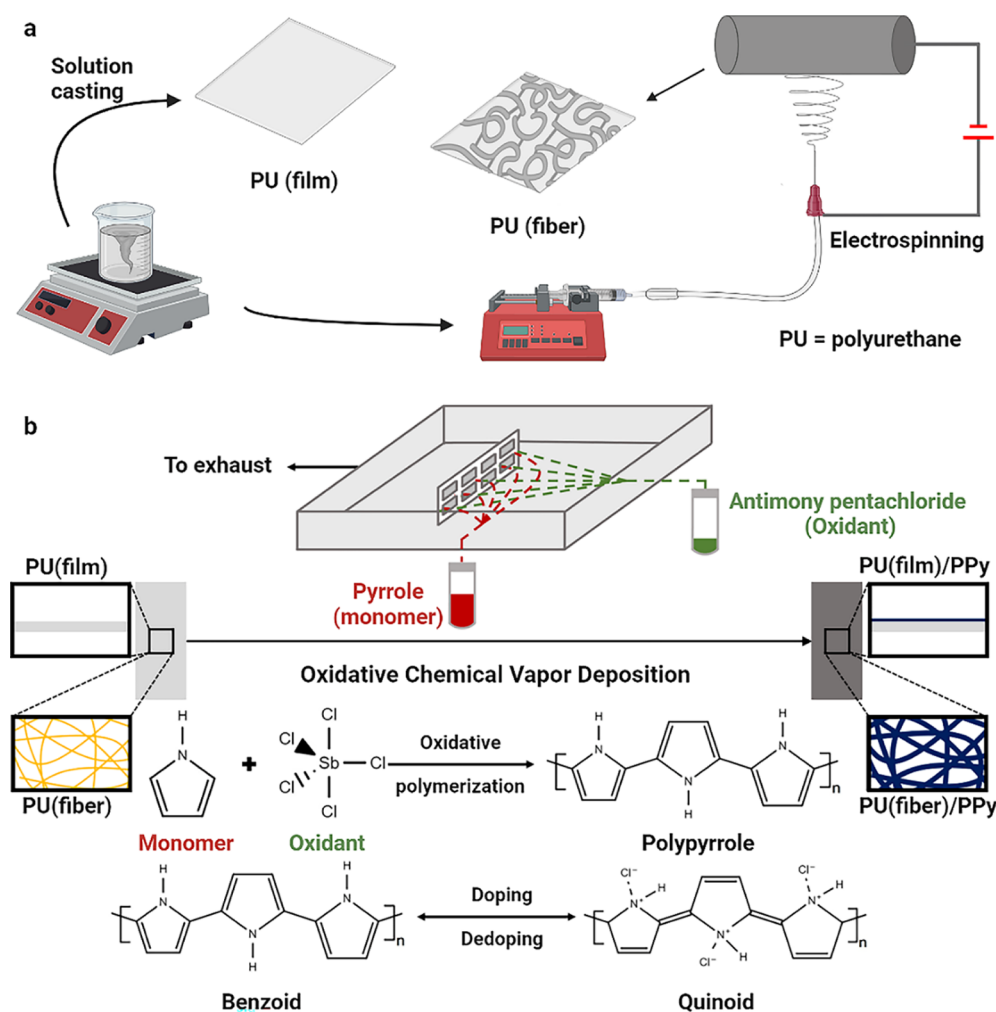 a
Solution
casting
PU (film)
PU (fiber)
Electrospinning
PU = polyurethane
b
To exhaust
Antimony pentachloride
(Oxidant)
Pyrrole
(monomer)
PU(film)
PU(film)/PPy
Oxidative Chemical Vapor Deposition
PU(fiber)
PU(fiber)/PPy
H
N
+
Cl
Cl
Cl
Sb
Cl
Cl
Oxidative
polymerization
H
N
N
H
H
N
n
Monomer
Oxidant
Polypyrrole
H
N
N
H
H
N
n
Doping
Dedoping
Cl⁻
H
N⁺
N⁺
Cl⁻
H
Cl⁻
H
N⁺
n
Benzoid
Quinoid